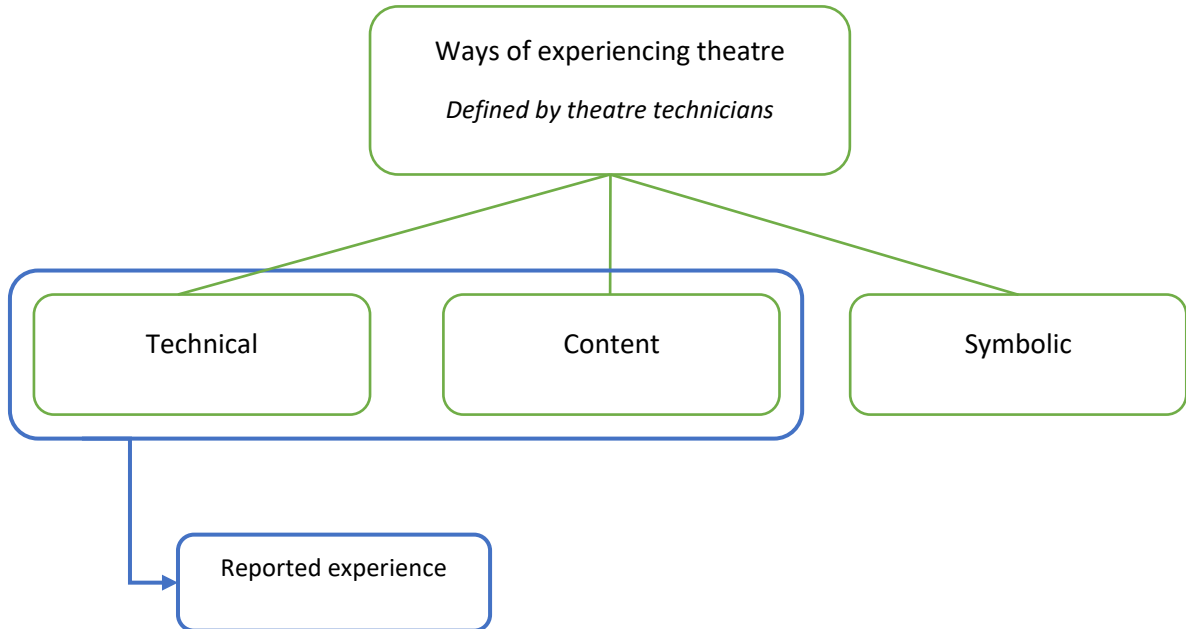 Ways of experiencing theatre
Defined by theatre technicians
Technical
Content
Symbolic
Reported experience